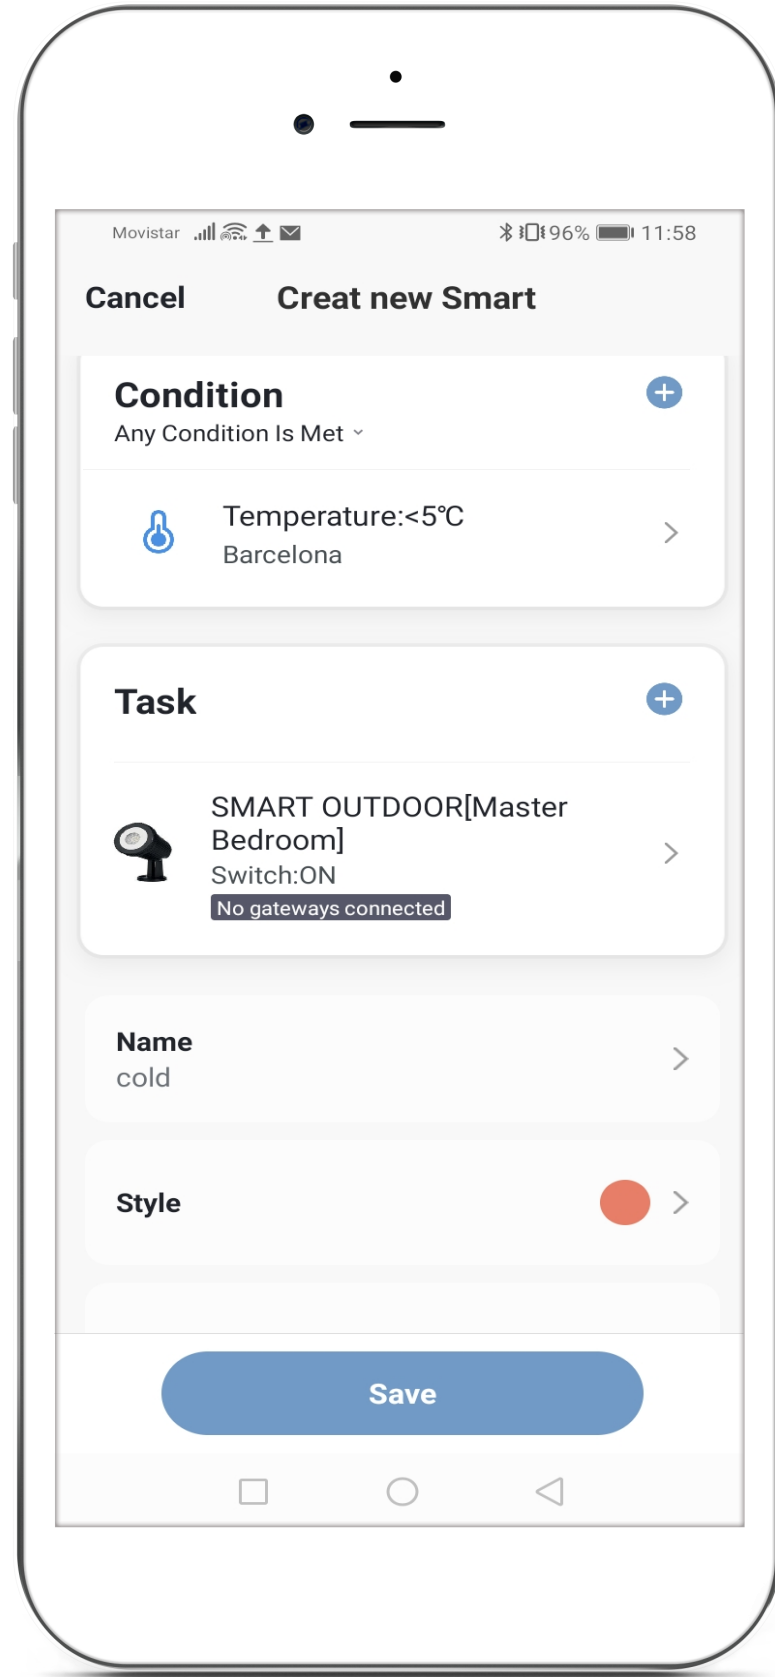 Movistar 96% 11:58
Cancel Creat new Smart
Condition
Any Condition Is Met
Temperature:<5℃
Barcelona
Task
SMART OUTDOOR[Master
Bedroom]
Switch:ON
No gateways connected
Name
cold
Style
Save